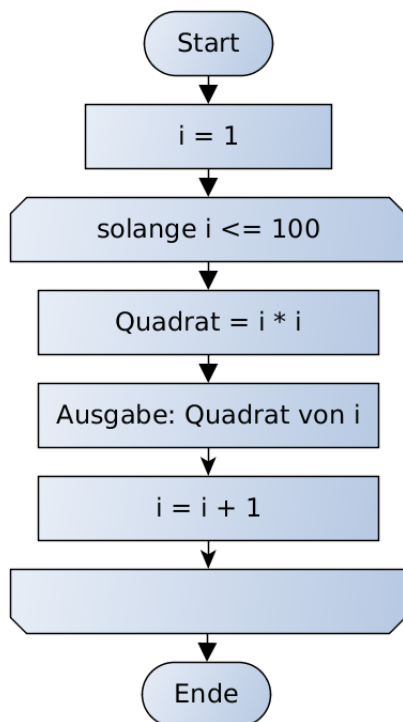 Start
i = 1
solange i <= 100
Quadrat = i * i
Ausgabe: Quadrat von i
i = i + 1
Ende